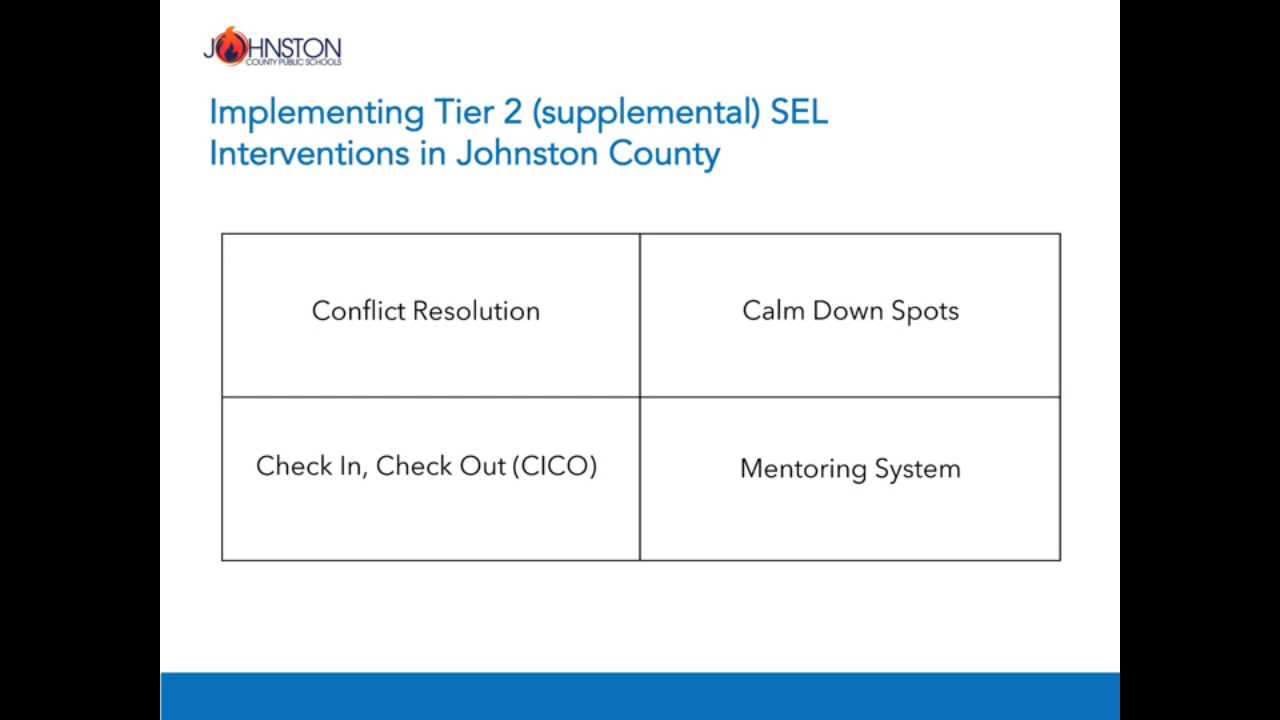 JOHNSTON
COUNTY PUBLIC SCHOOLS
Implementing Tier 2 (supplemental) SEL
Interventions in Johnston County
Conflict Resolution
Calm Down Spots
Check In, Check Out (CICO)
Mentoring System